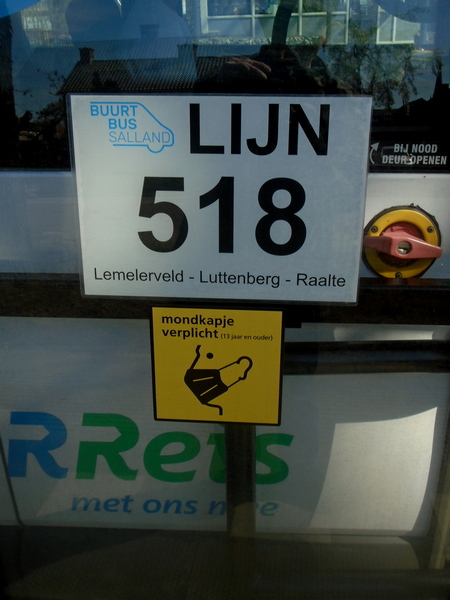 BUURT
BUS
SALLAND
LIJN
518
Lemelerveld - Luttenberg - Raalte
BIJ NOOD
DEUR OPENEN
mondkapje
verplicht (13 jaar en ouder)
RRets
met ons mee